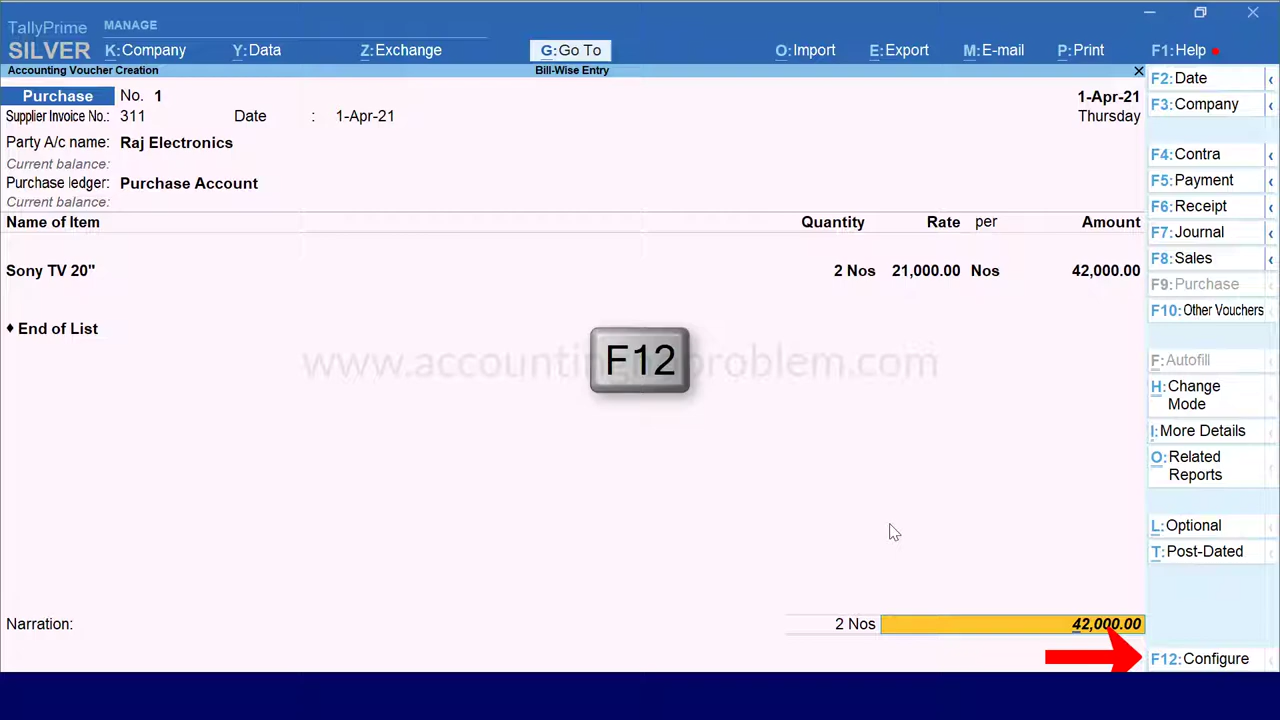 TallyPrime
MANAGE
SILVER
K:Company
Y:Data
Z:Exchange
G:Go To
O:Import
E:Export
M:E-mail
P:Print
F1:Help
Accounting Voucher Creation
Bill-Wise Entry
Purchase No. 1
1-Apr-21
Supplier Invoice No.: 311 Date : 1-Apr-21
Thursday
Party A/c name: Raj Electronics
Current balance:
Purchase ledger: Purchase Account
Current balance:
Name of Item Quantity Rate per Amount
Sony TV 20" 2 Nos 21,000.00 Nos 42,000.00
♦ End of List
F12
Narration: 2 Nos 42,000.00
F2:Date
F3:Company
F4:Contra
F5:Payment
F6:Receipt
F7:Journal
F8:Sales
F9:Purchase
F10:Other Vouchers
F:Autofill
H:Change
Mode
I:More Details
O:Related
Reports
L:Optional
T:Post-Dated
F12:Configure